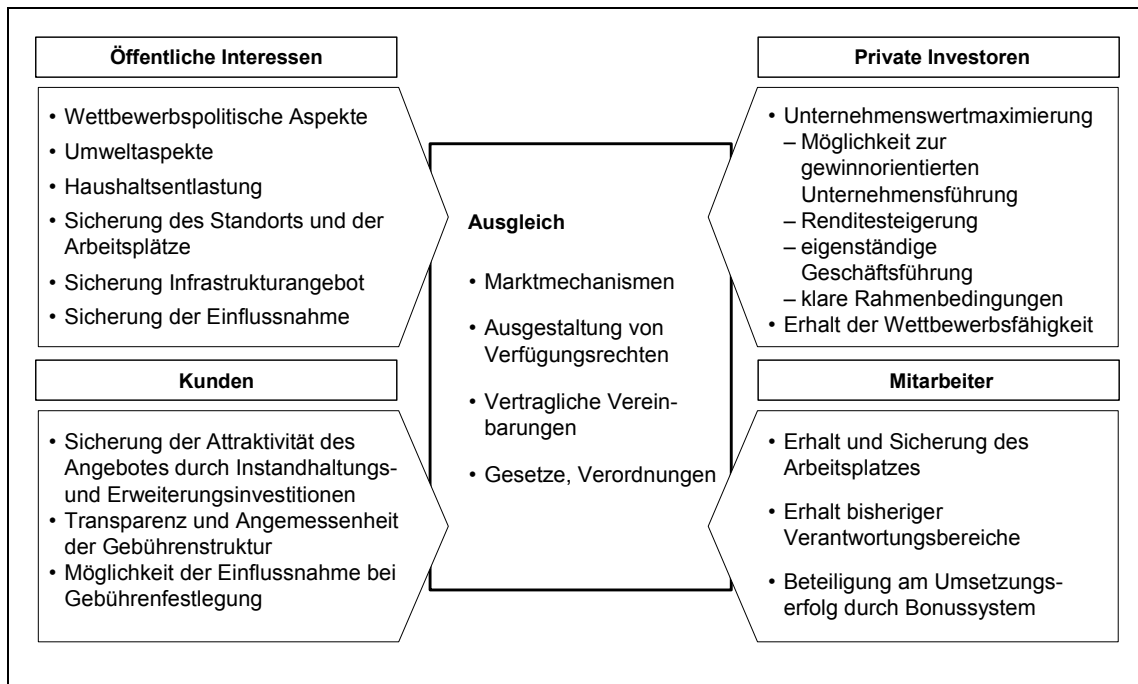 Öffentliche Interessen
• Wettbewerbspolitische Aspekte
• Umweltaspekte
• Haushaltsentlastung
• Sicherung des Standorts und der
Arbeitsplätze
• Sicherung Infrastrukturangebot
• Sicherung der Einflussnahme
Kunden
• Sicherung der Attraktivität des
Angebotes durch Instandhaltungs-
und Erweiterungsinvestitionen
• Transparenz und Angemessenheit
der Gebührenstruktur
• Möglichkeit der Einflussnahme bei
Gebührenfestlegung
Ausgleich
• Marktmechanismen
• Ausgestaltung von
Verfügungsrechten
• Vertragliche Verein-
barungen
• Gesetze, Verordnungen
Private Investoren
• Unternehmenswertmaximierung
– Möglichkeit zur
gewinnorientierten
Unternehmensführung
– Renditesteigerung
– eigenständige
Geschäftsführung
– klare Rahmenbedingungen
• Erhalt der Wettbewerbsfähigkeit
Mitarbeiter
• Erhalt und Sicherung des
Arbeitsplatzes
• Erhalt bisheriger
Verantwortungsbereiche
• Beteiligung am Umsetzungs-
erfolg durch Bonussystem